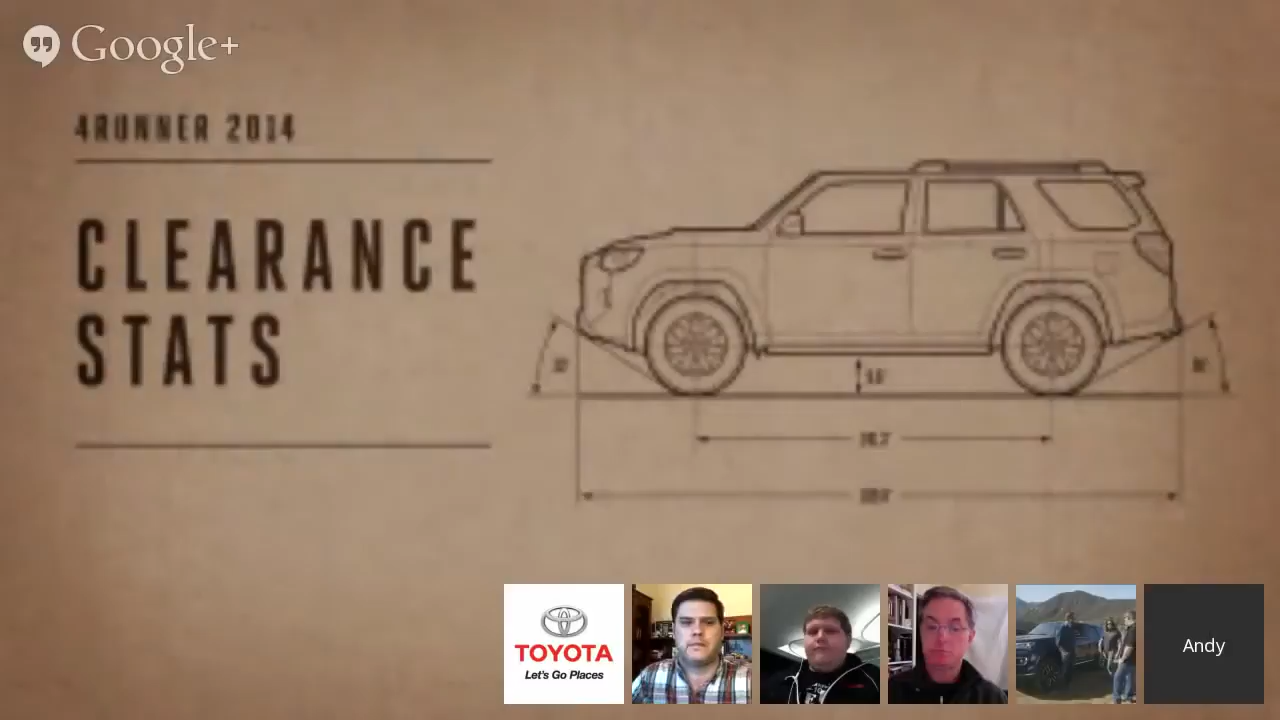 Google+
4RUNNER 2014
CLEARANCE
STATS
TOYOTA
Let's Go Places
Andy